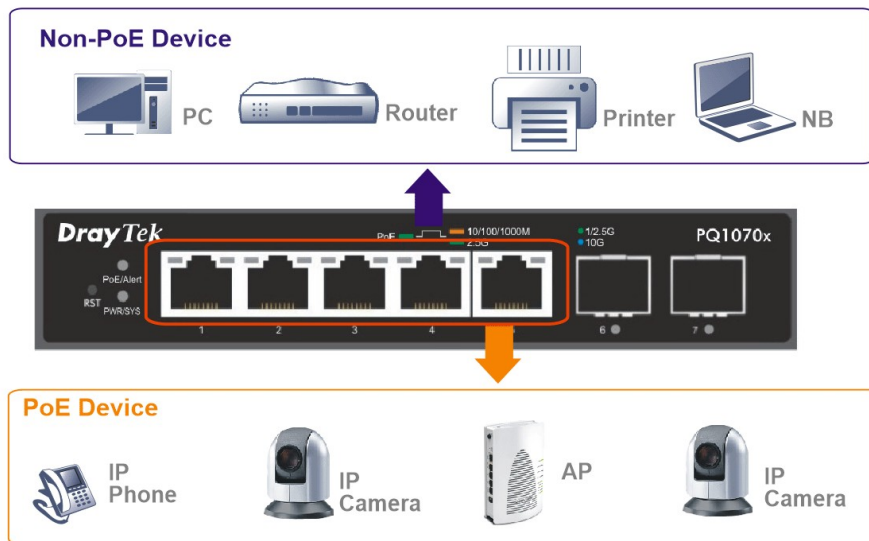 Non-PoE Device
PC
Router
Printer
NB
DrayTek
PoE
10/100/1000M
2.5G
1/2.5G
10G
PQ1070x
PoE/Alert
RST
PWR/SYS
1
2
3
4
6
7
PoE Device
IP
Phone
IP
Camera
AP
IP
Camera